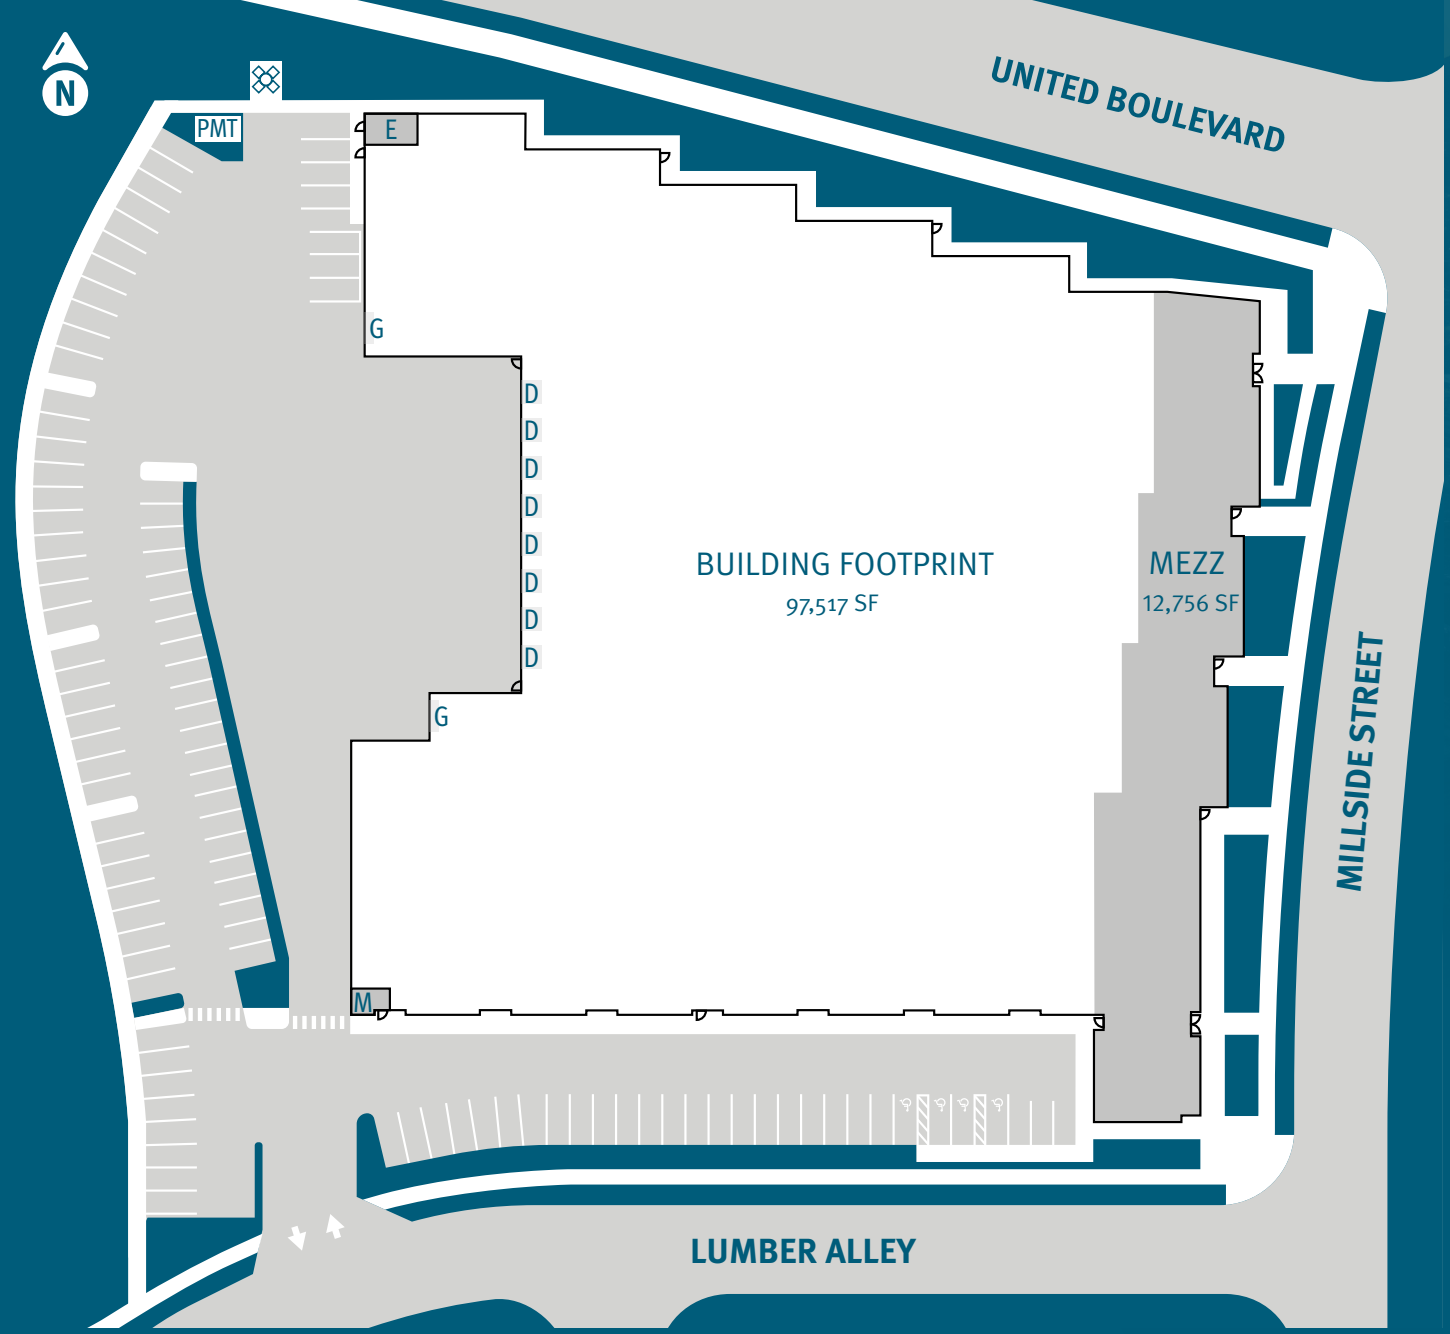 N
PMT
E
UNITED BOULEVARD
G
D
D
D
D
D
D
D
D
BUILDING FOOTPRINT
97,517 SF
MEZZ
12,756 SF
G
MILLSIDE STREET
M
LUMBER ALLEY